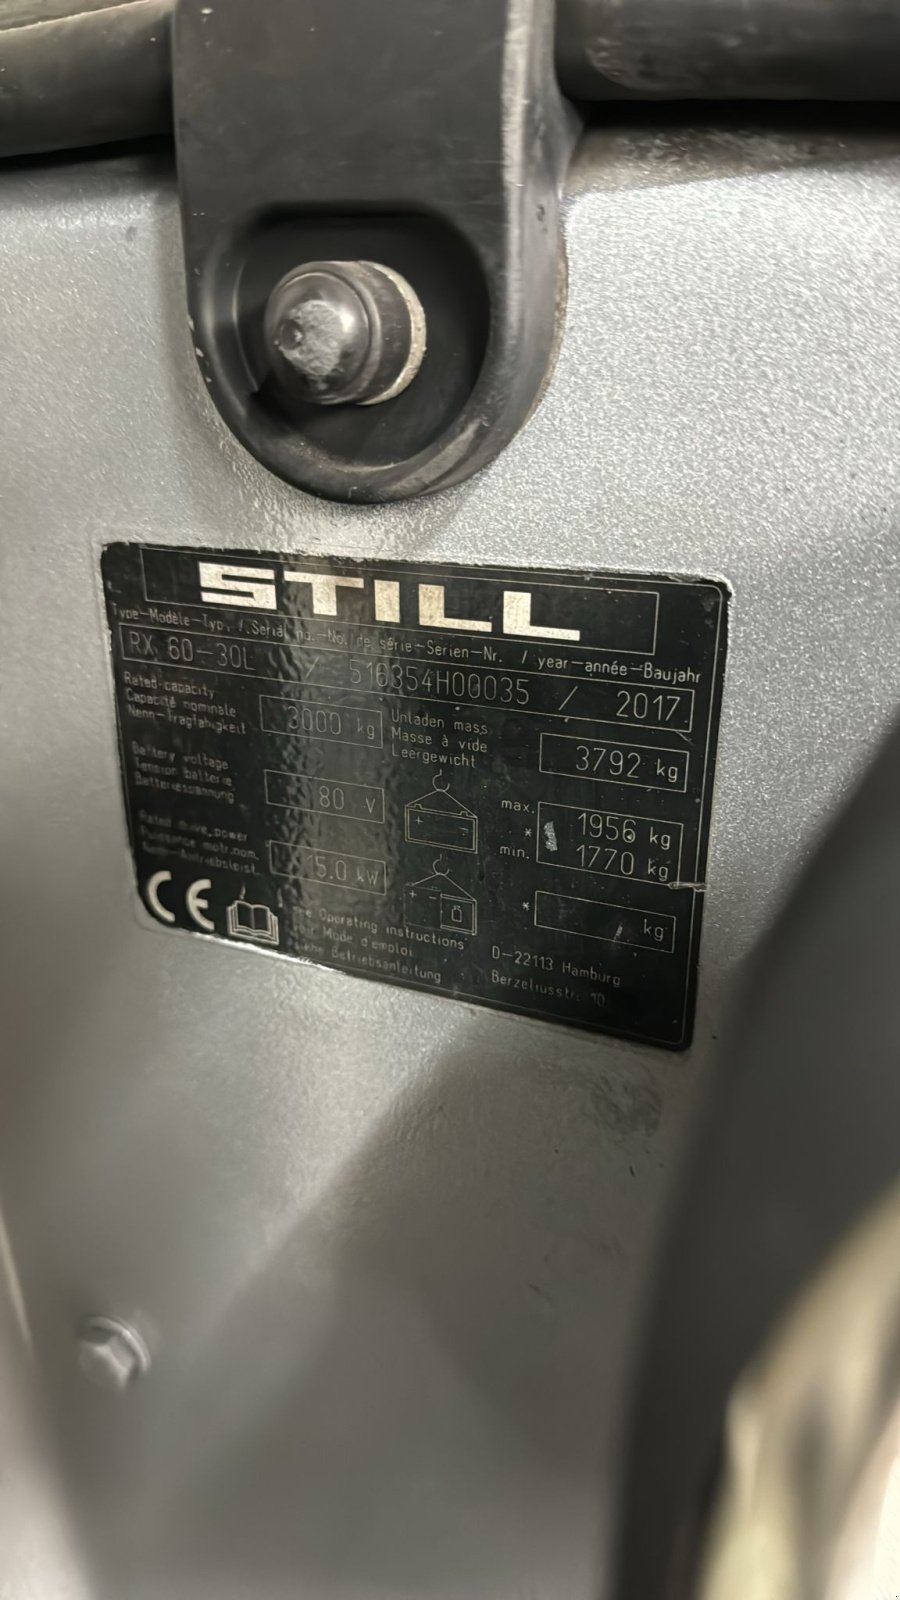 STILL
Type-Modèle-Typ. / Serial no.-No. de série-Serien-Nr. / year-année-Baujahr
RX 60-30L / 516354H00035 / 2017
Rated-capacity
Capacité nominale
Nenn-Tragfähigkeit
3000 kg
Unladen mass
Masse à vide
Leergewicht
3792 kg
Battery voltage
Tension batterie
Batteriespannung
80 V
max. 1956 kg
*
min. 1770 kg
Rated drive power
Puissance motr.nom.
Nenn-Antriebsleist.
15.0 kW
* kg
CE
see Operating instructions
voir Mode d'emploi
siehe Betriebsanleitung
D-22113 Hamburg
Berzeliusstr. 10